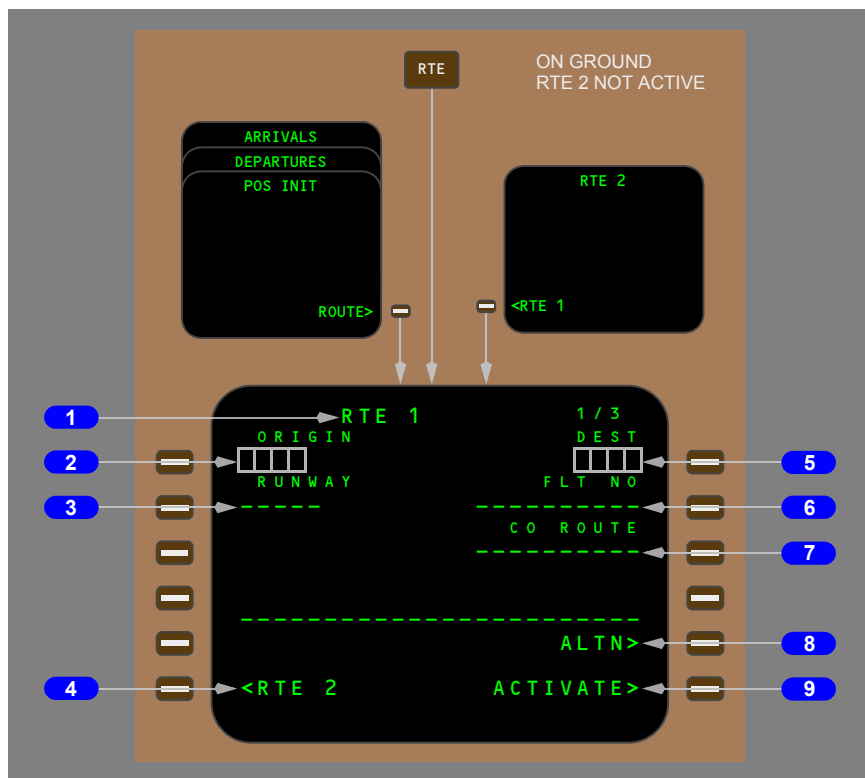 RTE
ON GROUND
RTE 2 NOT ACTIVE
ARRIVALS
DEPARTURES
POS INIT
ROUTE>
RTE 2
<RTE 1
1
RTE 1
1/3
ORIGIN
DEST
2
5
RUNWAY
FLT NO
3
-----
----------
6
CO ROUTE
----------
7
-------------------------
ALTN>
8
4
<RTE 2
ACTIVATE>
9